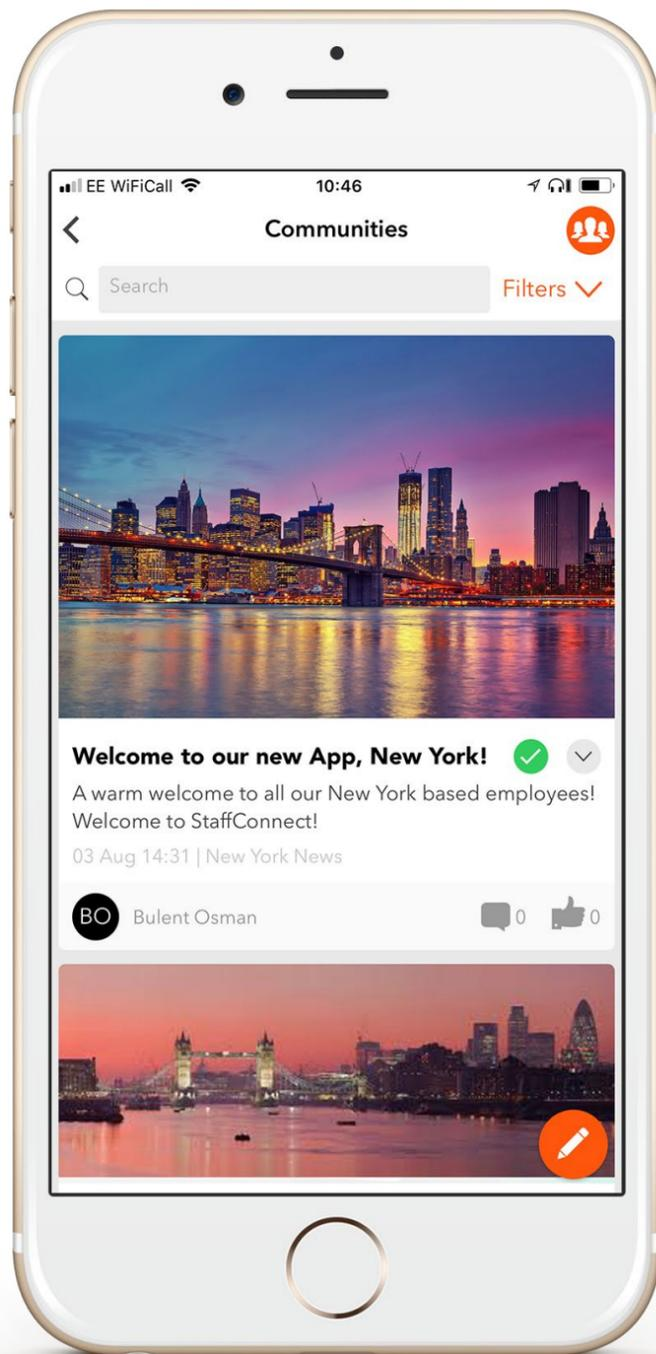 EE WiFiCall 10:46
Communities
Search Filters
Welcome to our new App, New York!
A warm welcome to all our New York based employees!
Welcome to StaffConnect!
03 Aug 14:31 | New York News
BO Bulent Osman 0 0